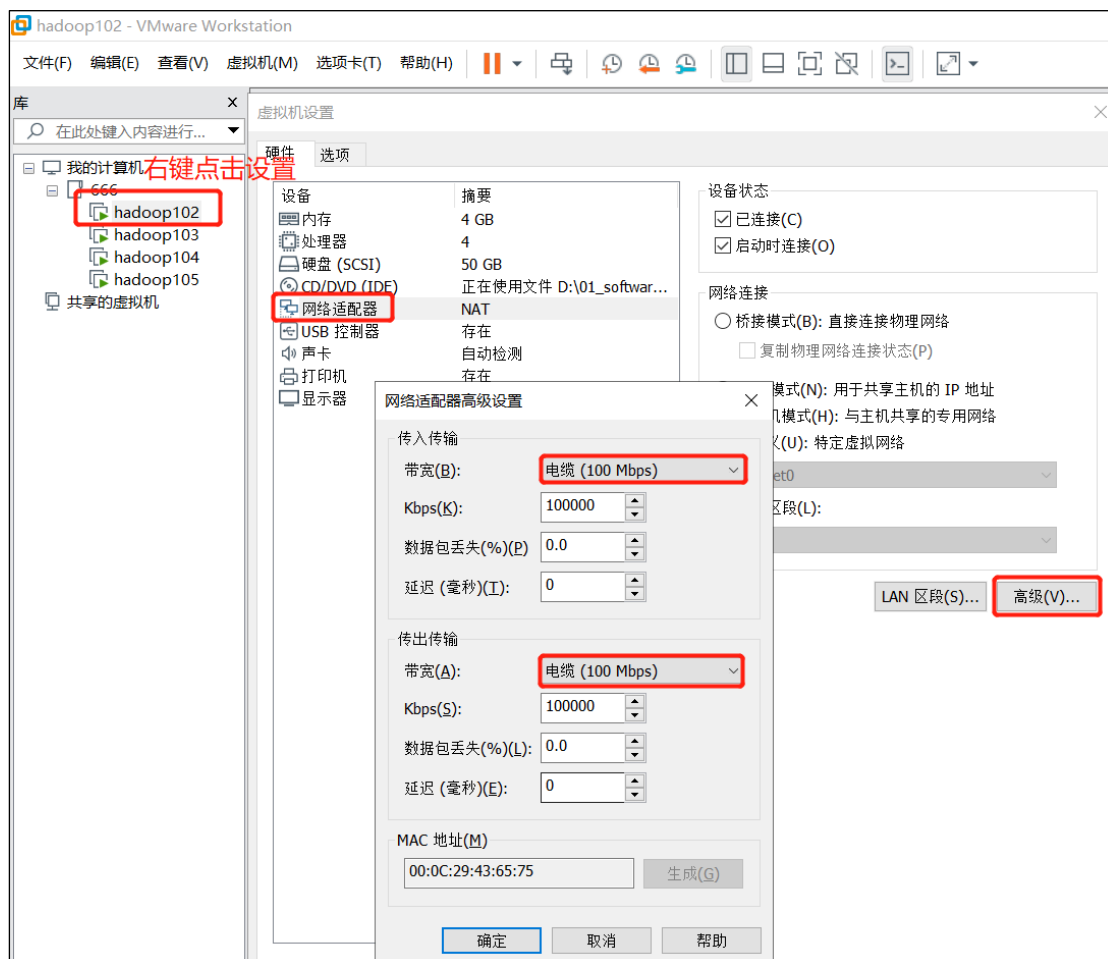 hadoop102 - VMware Workstation
文件(F) 编辑(E) 查看(V) 虚拟机(M) 选项卡(T) 帮助(H)
库
在此处键入内容进行...
我的计算机
右键点击设置
666
hadoop102
hadoop103
hadoop104
hadoop105
共享的虚拟机
虚拟机设置
硬件 选项
设备 摘要
内存 4 GB
处理器 4
硬盘 (SCSI) 50 GB
CD/DVD (IDE) 正在使用文件 D:\01_softwar...
网络适配器 NAT
USB 控制器 存在
声卡 自动检测
打印机 存在
显示器
设备状态
已连接(C)
启动时连接(O)
网络连接
桥接模式(B): 直接连接物理网络
复制物理网络连接状态(P)
模式(N): 用于共享主机的 IP 地址
机模式(H): 与主机共享的专用网络
(U): 特定虚拟网络
et0
区段(L):
LAN 区段(S)... 高级(V)...
网络适配器高级设置
传入传输
带宽(B): 电缆 (100 Mbps)
Kbps(K): 100000
数据包丢失(%)(P) 0.0
延迟 (毫秒)(T): 0
传出传输
带宽(A): 电缆 (100 Mbps)
Kbps(S): 100000
数据包丢失(%)(L): 0.0
延迟 (毫秒)(E): 0
MAC 地址(M)
00:0C:29:43:65:75 生成(G)
确定 取消 帮助